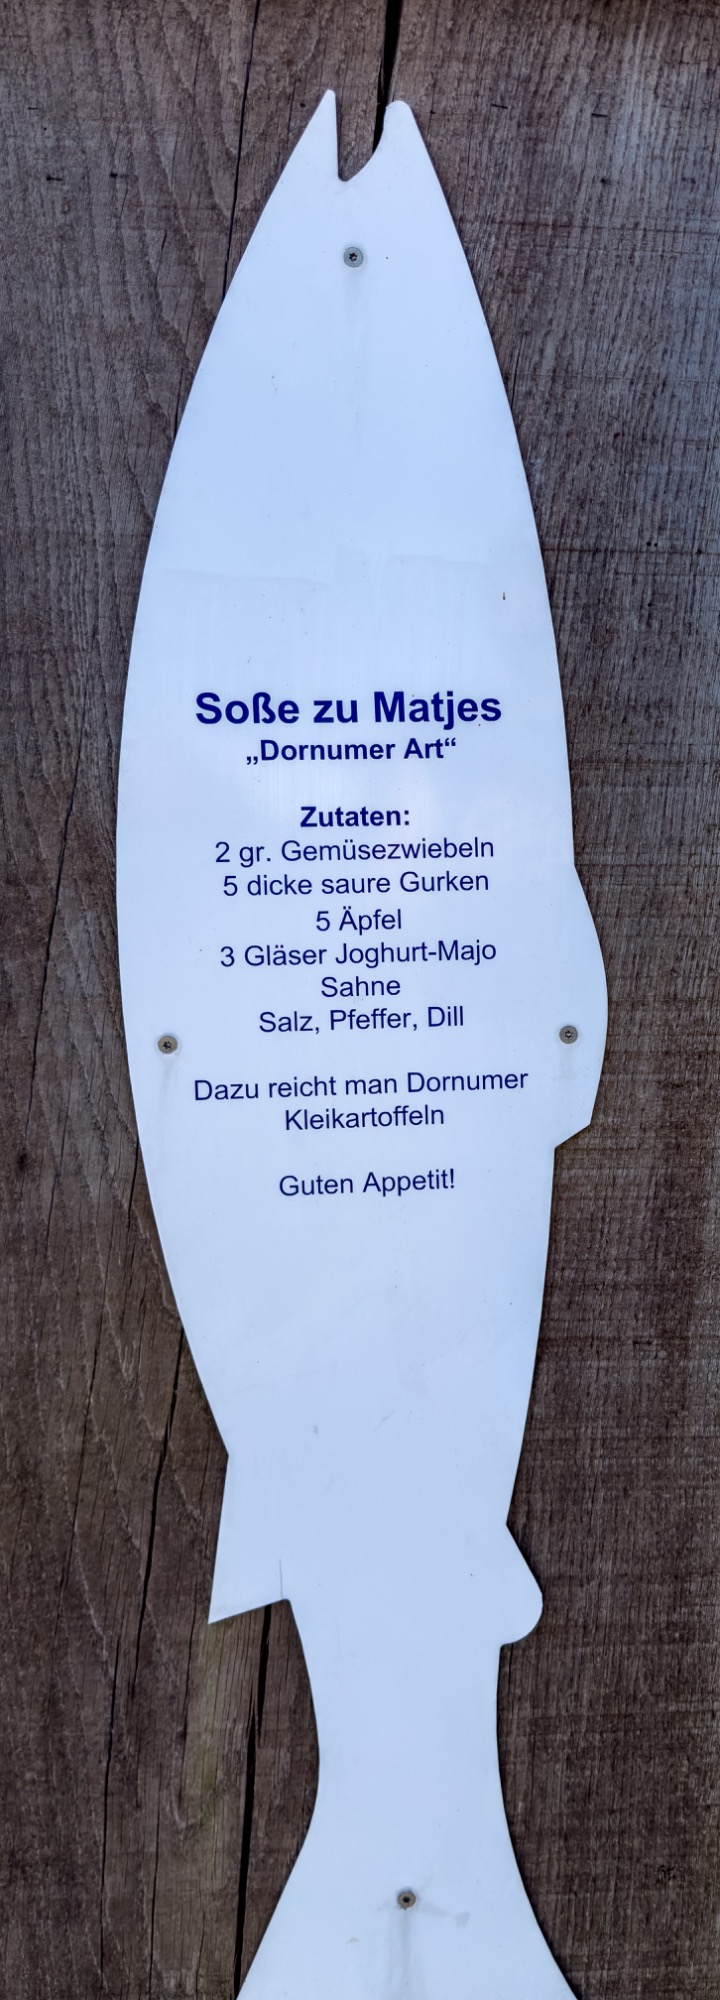 Soße zu Matjes
„Dornumer Art“
Zutaten:
2 gr. Gemüsezwiebeln
5 dicke saure Gurken
5 Äpfel
3 Gläser Joghurt-Majo
Sahne
Salz, Pfeffer, Dill
Dazu reicht man Dornumer
Kleikartoffeln
Guten Appetit!